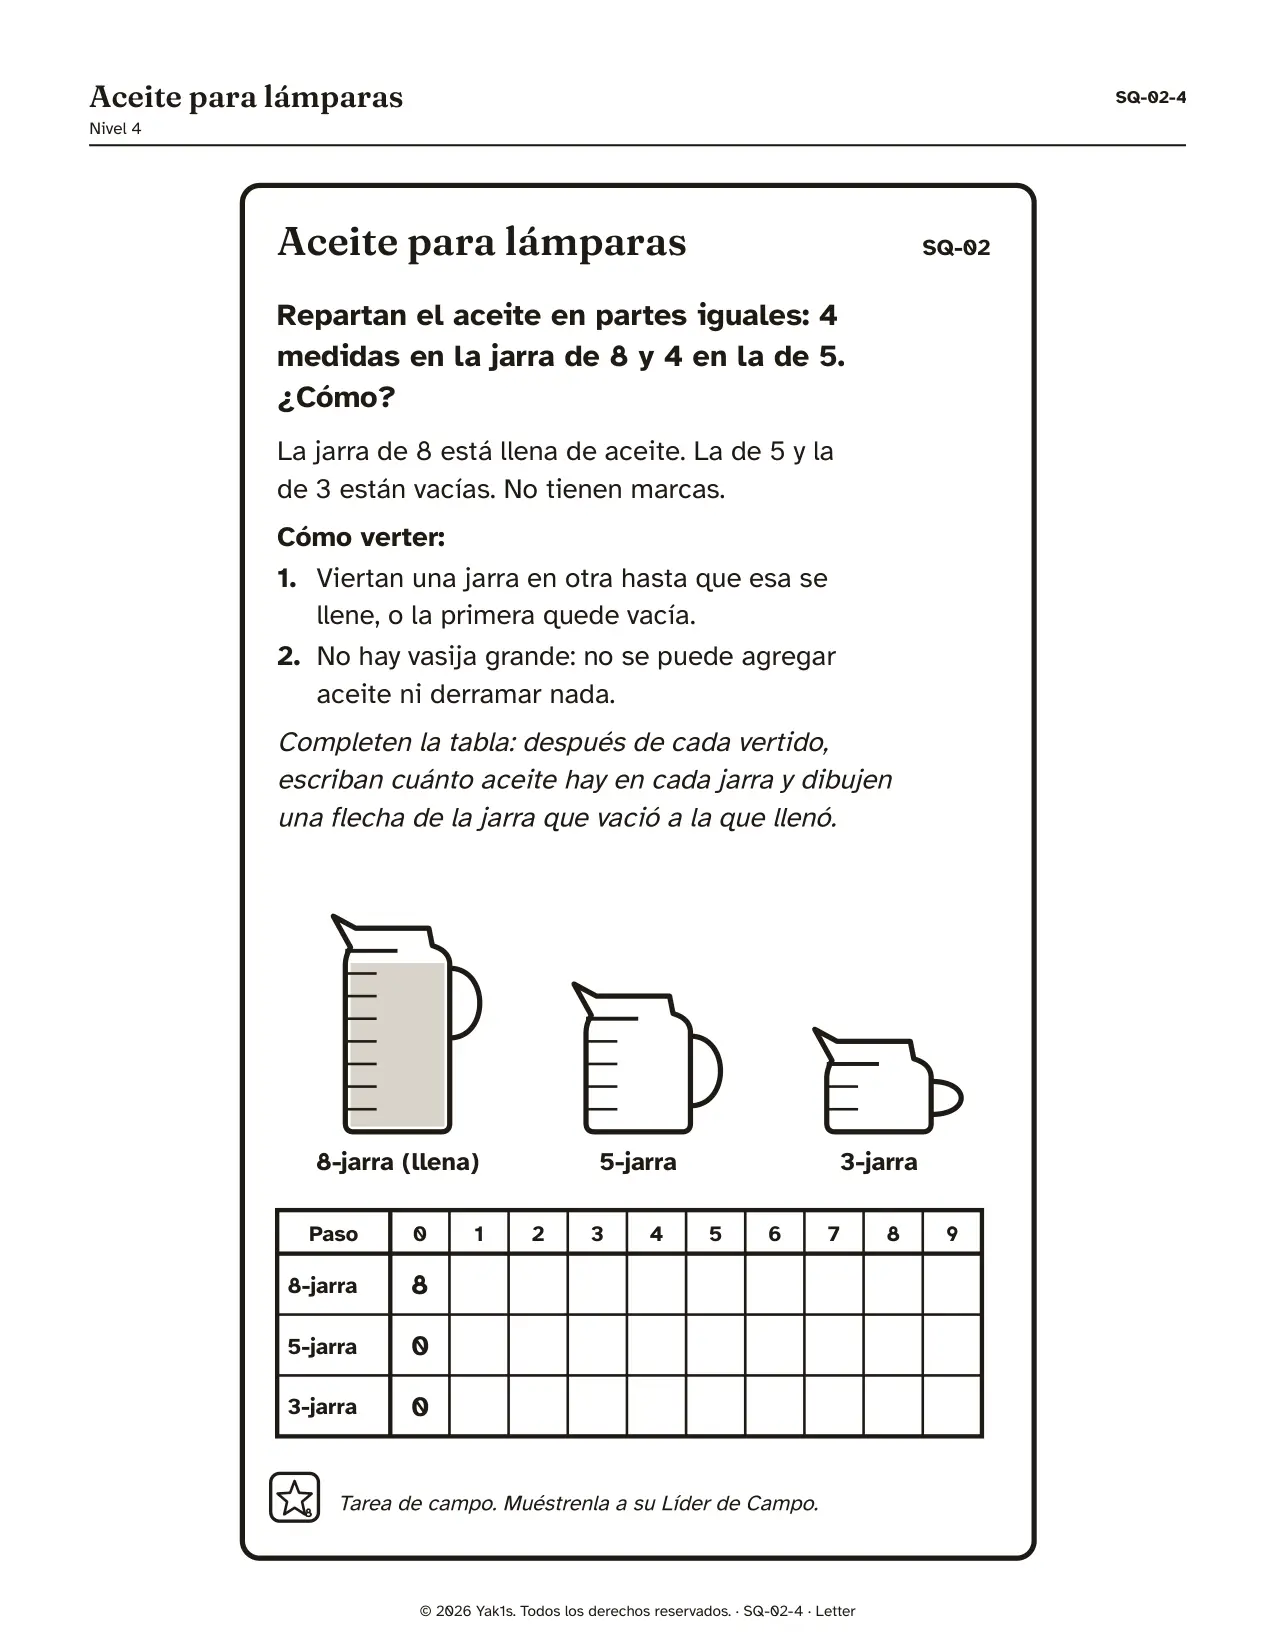 Aceite para lámparas
SQ-02-4
Nivel 4
Aceite para lámparas
SQ-02
Repartan el aceite en partes iguales: 4
medidas en la jarra de 8 y 4 en la de 5.
¿Cómo?
La jarra de 8 está llena de aceite. La de 5 y la
de 3 están vacías. No tienen marcas.
Cómo verter:
1. Viertan una jarra en otra hasta que esa se
llene, o la primera quede vacía.
2. No hay vasija grande: no se puede agregar
aceite ni derramar nada.
Completen la tabla: después de cada vertido,
escriban cuánto aceite hay en cada jarra y dibujen
una flecha de la jarra que vació a la que llenó.
8-jarra (llena) 5-jarra 3-jarra
Paso 0 1 2 3 4 5 6 7 8 9
8-jarra 8
5-jarra 0
3-jarra 0
8
Tarea de campo. Muéstrenla a su Líder de Campo.
© 2026 Yak1s. Todos los derechos reservados. · SQ-02-4 · Letter